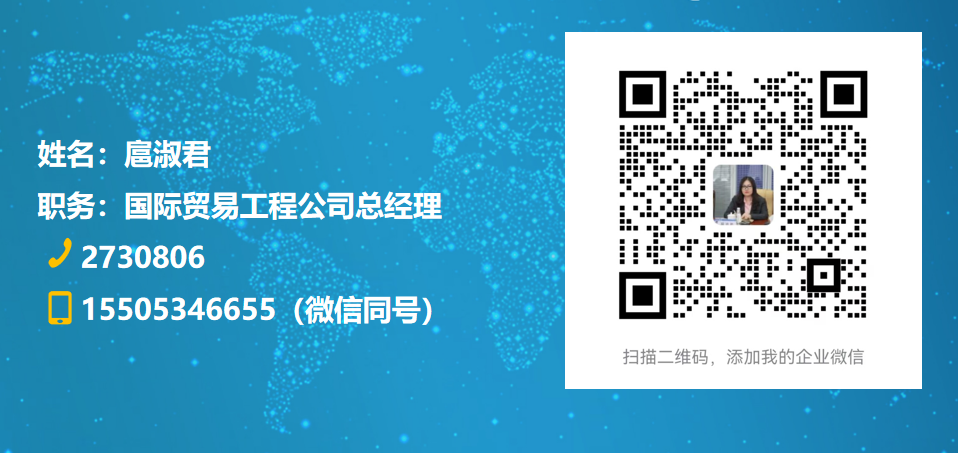 姓名：扈淑君
职务：国际贸易工程公司总经理
2730806
15505346655（微信同号）
扫描二维码，添加我的企业微信